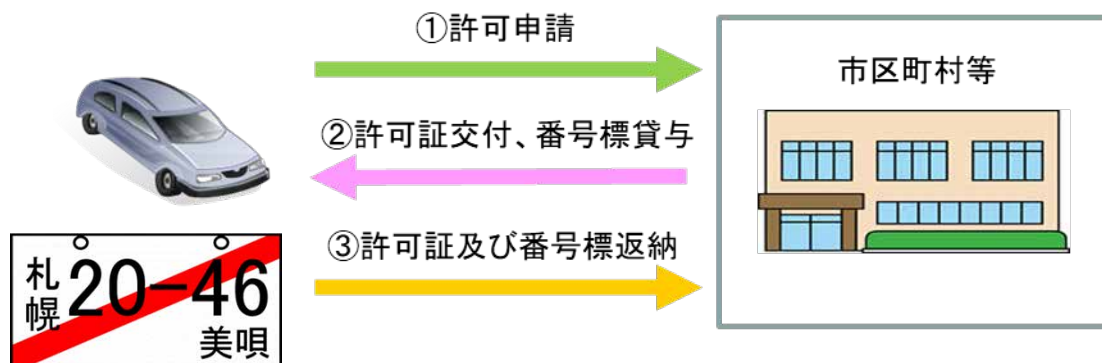 ①許可申請
市区町村等
②許可証交付、番号標貸与
③許可証及び番号標返納
札幌 20-46
美唄